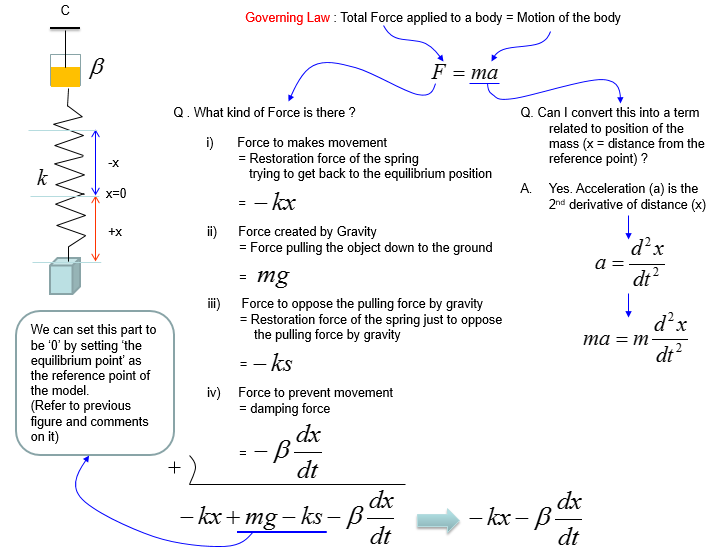 C
Governing Law : Total Force applied to a body = Motion of the body
β
F = ma
Q . What kind of Force is there ?
Q. Can I convert this into a term
related to position of the
mass (x = distance from the
reference point) ?
i) Force to makes movement
= Restoration force of the spring
trying to get back to the equilibrium position
= − kx
-x
k
x=0
+x
A. Yes. Acceleration (a) is the
2nd derivative of distance (x)
ii) Force created by Gravity
= Force pulling the object down to the ground
= mg
a = d²x/dt²
iii) Force to oppose the pulling force by gravity
= Restoration force of the spring just to oppose
the pulling force by gravity
= − ks
ma = m d²x/dt²
We can set this part to
be ‘0’ by setting ‘the
equilibrium point’ as
the reference point of
the model.
(Refer to previous
figure and comments
on it)
iv) Force to prevent movement
= damping force
= − β dx/dt
+
− kx + mg − ks − β dx/dt
− kx − β dx/dt